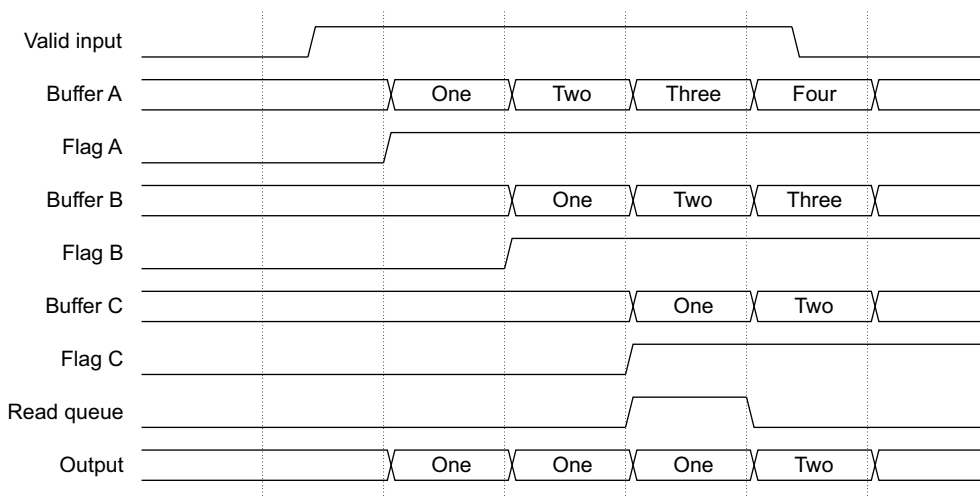 Valid input
Buffer A One Two Three Four
Flag A
Buffer B One Two Three
Flag B
Buffer C One Two
Flag C
Read queue
Output One One One Two